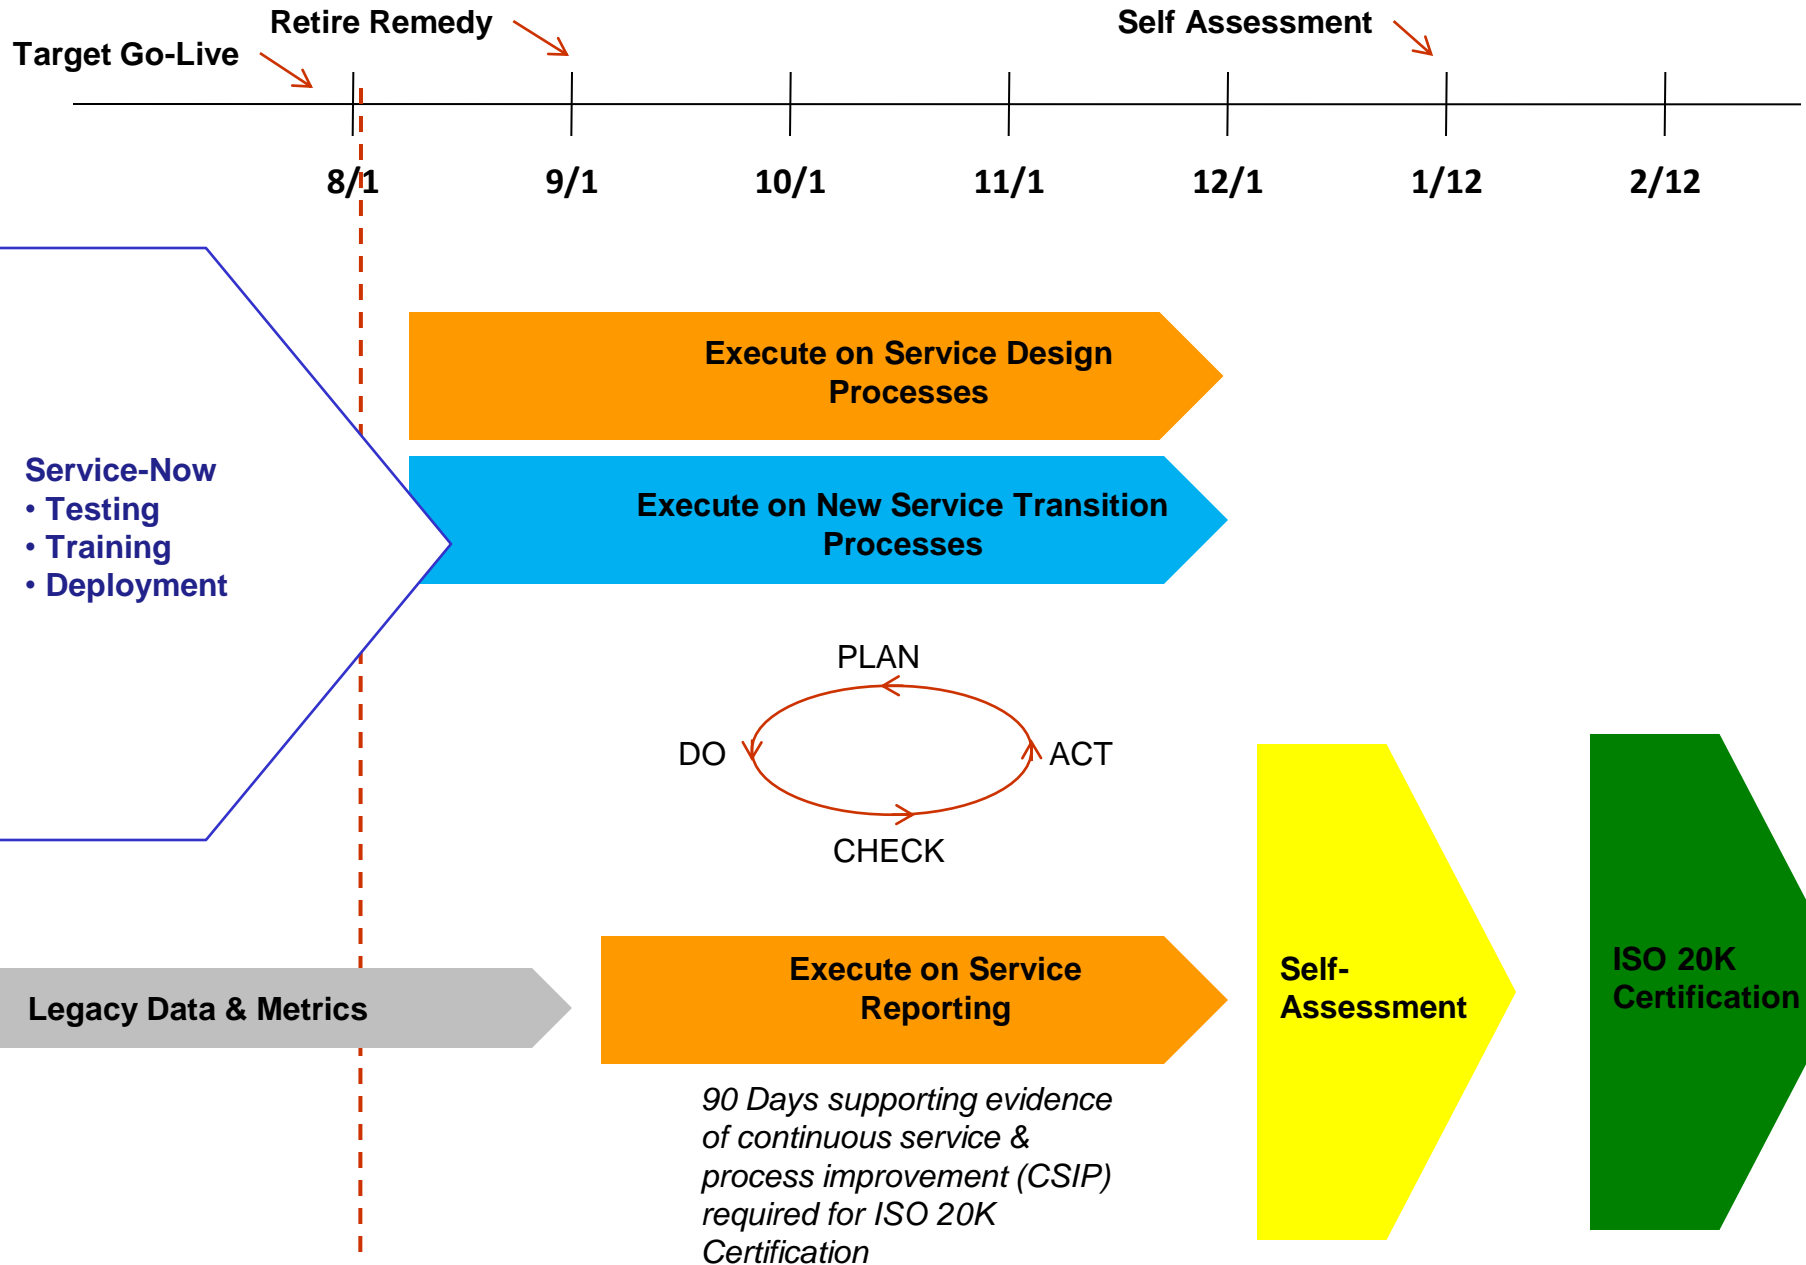 Retire Remedy
Self Assessment
Target Go-Live
8/1
9/1
10/1
11/1
12/1
1/12
2/12
Execute on Service Design
Processes
Service-Now
• Testing
• Training
• Deployment
Execute on New Service Transition
Processes
PLAN
DO
ACT
CHECK
Legacy Data & Metrics
Execute on Service
Reporting
Self-
Assessment
ISO 20K
Certification
90 Days supporting evidence
of continuous service &
process improvement (CSIP)
required for ISO 20K
Certification